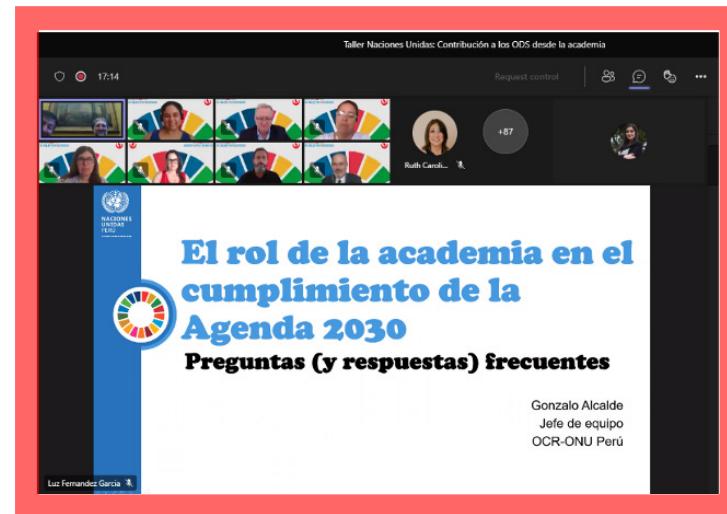 Taller Naciones Unidas: Contribución a los ODS desde la academia
17:14
Request control
+87
Ruth Caroli...
NACIONES
UNIDAS
PERÚ
El rol de la academia en el
cumplimiento de la
Agenda 2030
Preguntas (y respuestas) frecuentes
Gonzalo Alcalde
Jefe de equipo
OCR-ONU Perú
Luz Fernandez Garcia